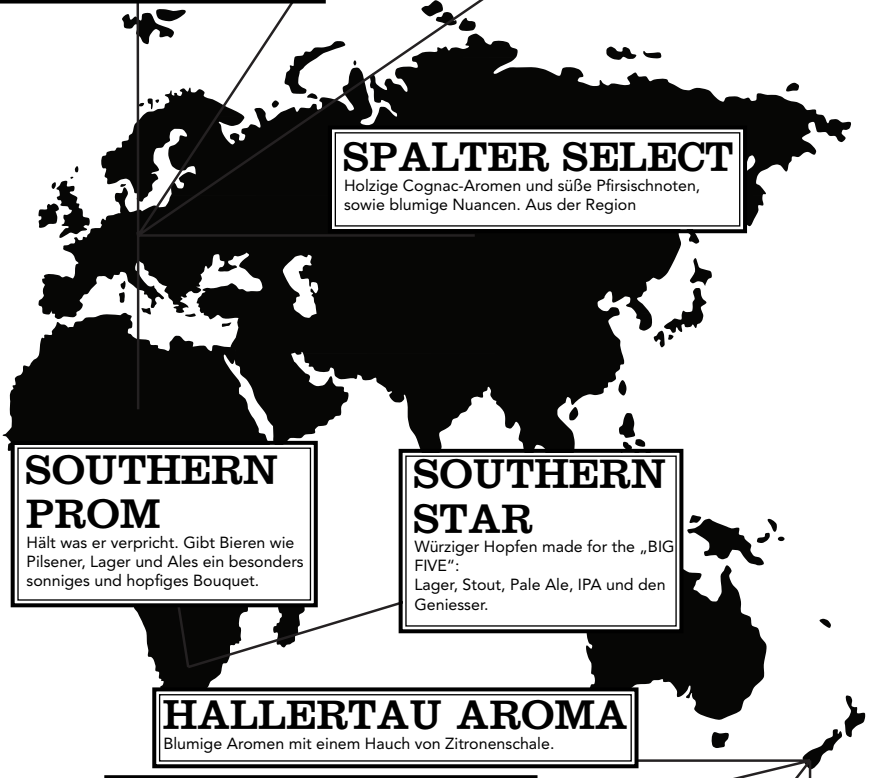 SPALTER SELECT
Holzige Cognac-Aromen und süße Pfirsischnoten,
sowie blumige Nuancen. Aus der Region
SOUTHERN
PROM
Hält was er verpricht. Gibt Bieren wie
Pilsener, Lager und Ales ein besonders
sonniges und hopfiges Bouquet.
SOUTHERN
STAR
Würziger Hopfen made for the „BIG
FIVE“:
Lager, Stout, Pale Ale, IPA und den
Geniesser.
HALLERTAU AROMA
Blumige Aromen mit einem Hauch von Zitronenschale.